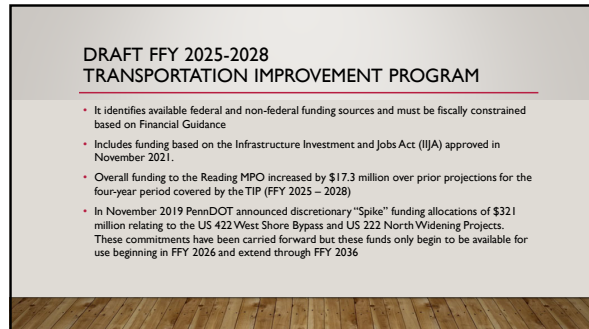 DRAFT FFY 2025-2028
TRANSPORTATION IMPROVEMENT PROGRAM
• It identifies available federal and non-federal funding sources and must be fiscally constrained
based on Financial Guidance
• Includes funding based on the Infrastructure Investment and Jobs Act (IIJA) approved in
November 2021.
• Overall funding to the Reading MPO increased by $17.3 million over prior projections for the
four-year period covered by the TIP (FFY 2025 – 2028)
• In November 2019 PennDOT announced discretionary “Spike” funding allocations of $321
million relating to the US 422 West Shore Bypass and US 222 North Widening Projects.
These commitments have been carried forward but these funds only begin to be available for
use beginning in FFY 2026 and extend through FFY 2036